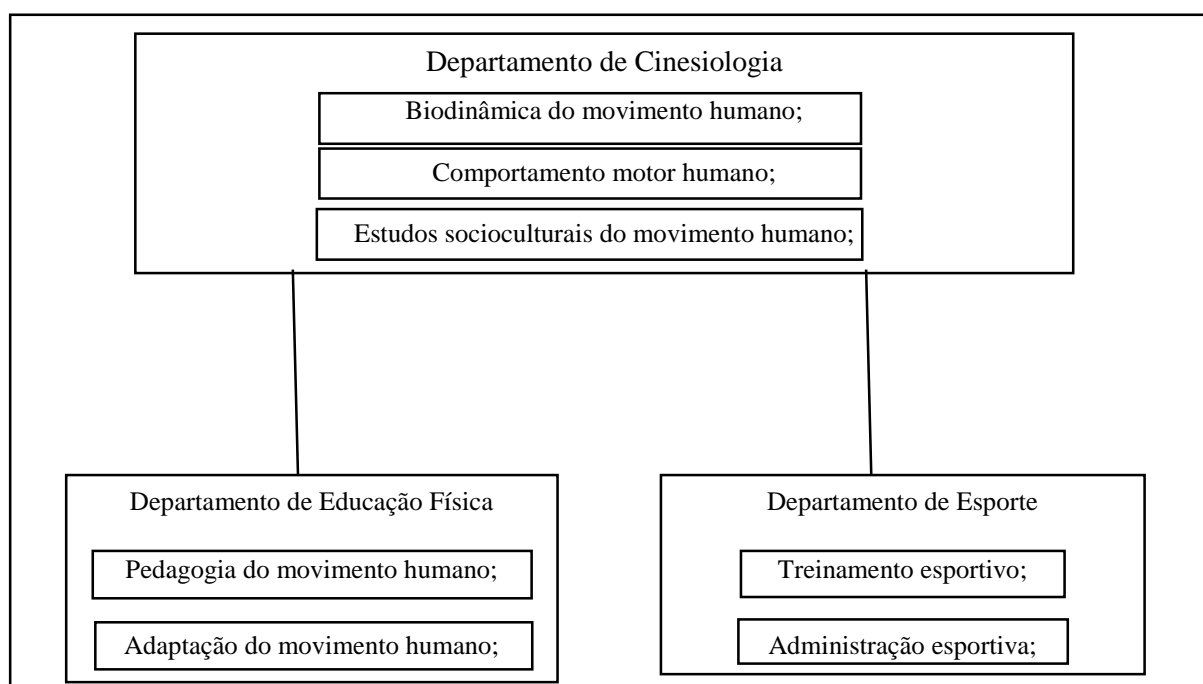 Departamento de Cinesiologia
Biodinâmica do movimento humano;
Comportamento motor humano;
Estudos socioculturais do movimento humano;
Departamento de Educação Física
Pedagogia do movimento humano;
Adaptação do movimento humano;
Departamento de Esporte
Treinamento esportivo;
Administração esportiva;